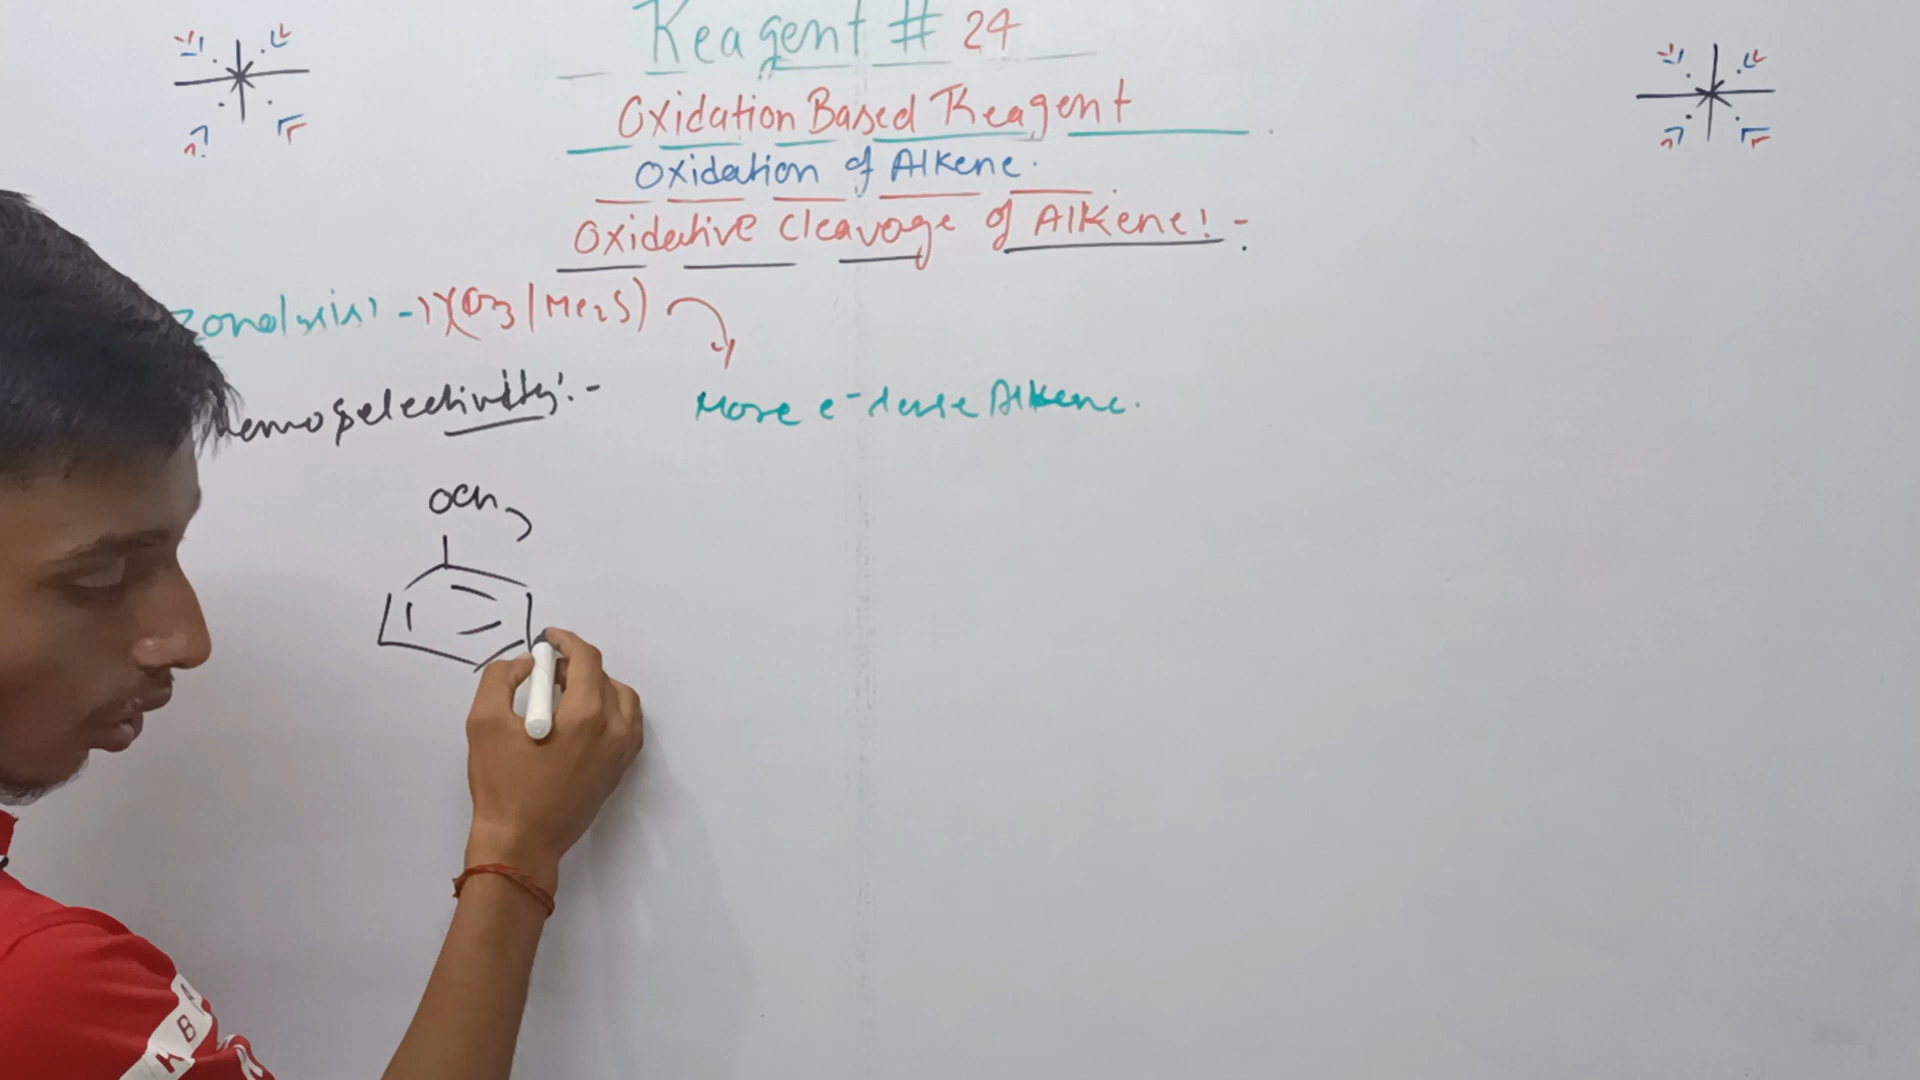 Reagent # 24
Oxidation Based Reagent
Oxidation of Alkene.
Oxidative cleavage of Alkene! -
zonolysis) -1) (O3 / Me2S)
emoselectivity! - More e- dense Alkene.
OCH3
A B